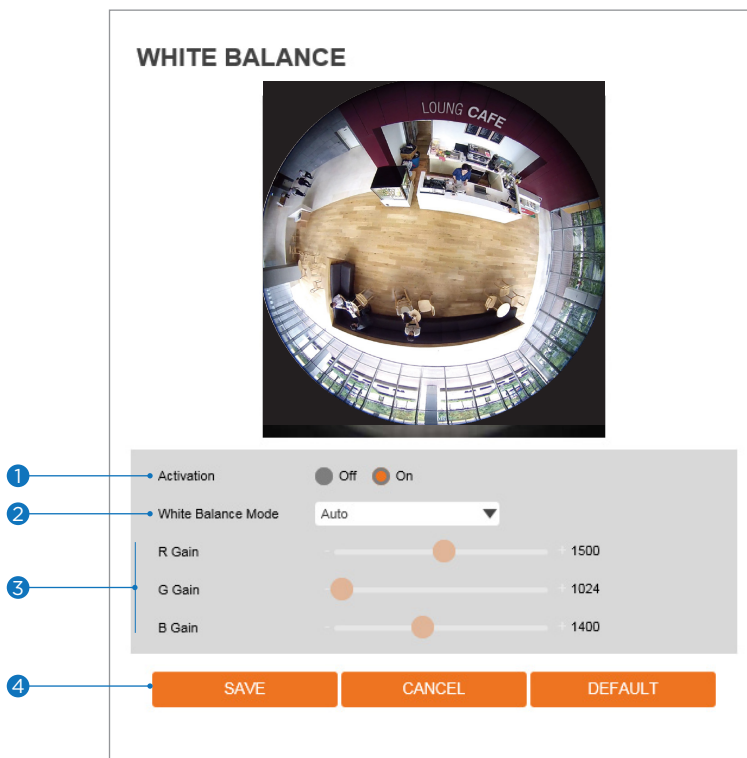 WHITE BALANCE
LOUNG CAFE
1 Activation Off On
2 White Balance Mode Auto
R Gain - + 1500
3 G Gain - + 1024
B Gain - + 1400
4 SAVE CANCEL DEFAULT